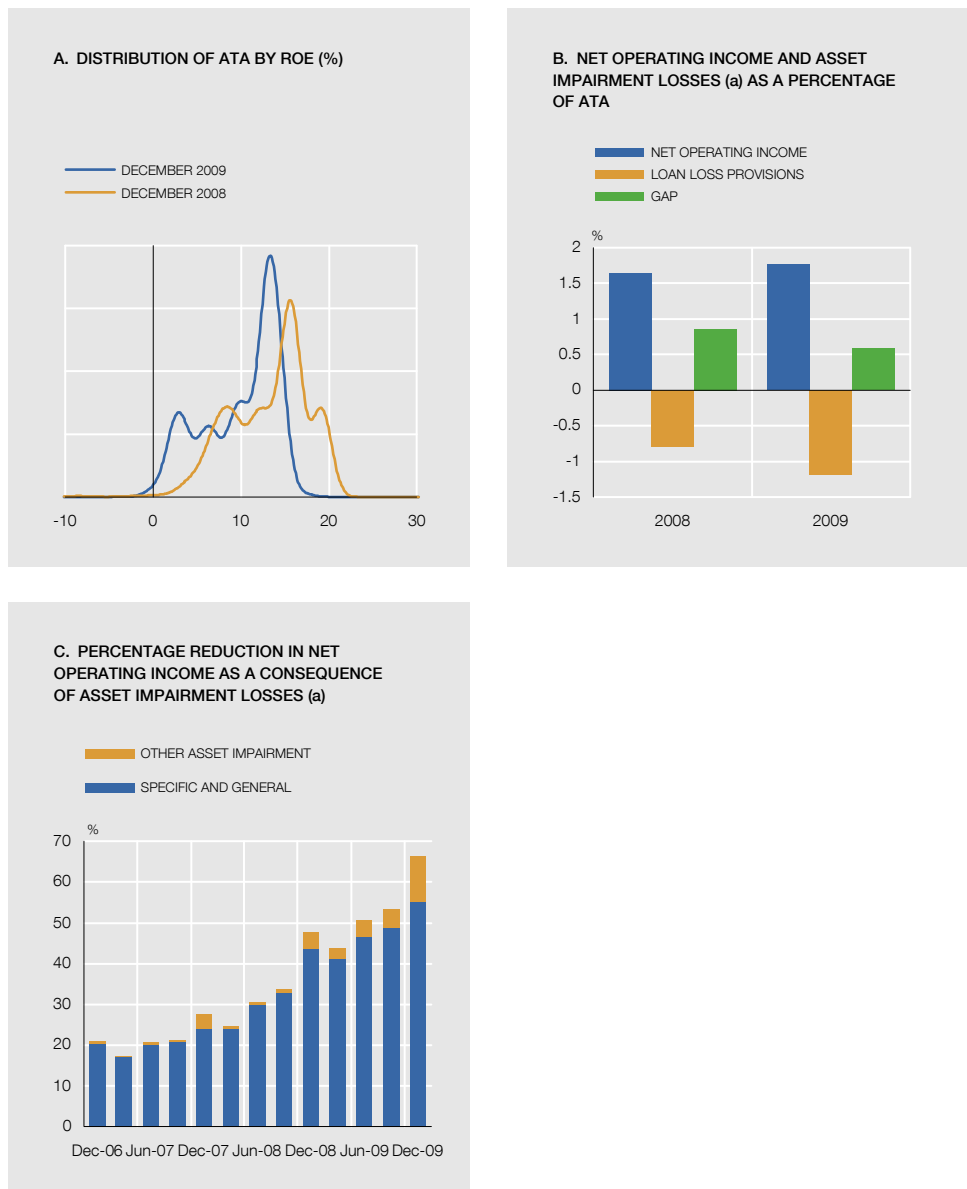 A. DISTRIBUTION OF ATA BY ROE (%)
DECEMBER 2009
DECEMBER 2008
-10 0 10 20 30
B. NET OPERATING INCOME AND ASSET
IMPAIRMENT LOSSES (a) AS A PERCENTAGE
OF ATA
NET OPERATING INCOME
LOAN LOSS PROVISIONS
GAP
%
2
1.5
1
0.5
0
-0.5
-1
-1.5
2008 2009
C. PERCENTAGE REDUCTION IN NET
OPERATING INCOME AS A CONSEQUENCE
OF ASSET IMPAIRMENT LOSSES (a)
OTHER ASSET IMPAIRMENT
SPECIFIC AND GENERAL
%
70
60
50
40
30
20
10
0
Dec-06 Jun-07 Dec-07 Jun-08 Dec-08 Jun-09 Dec-09